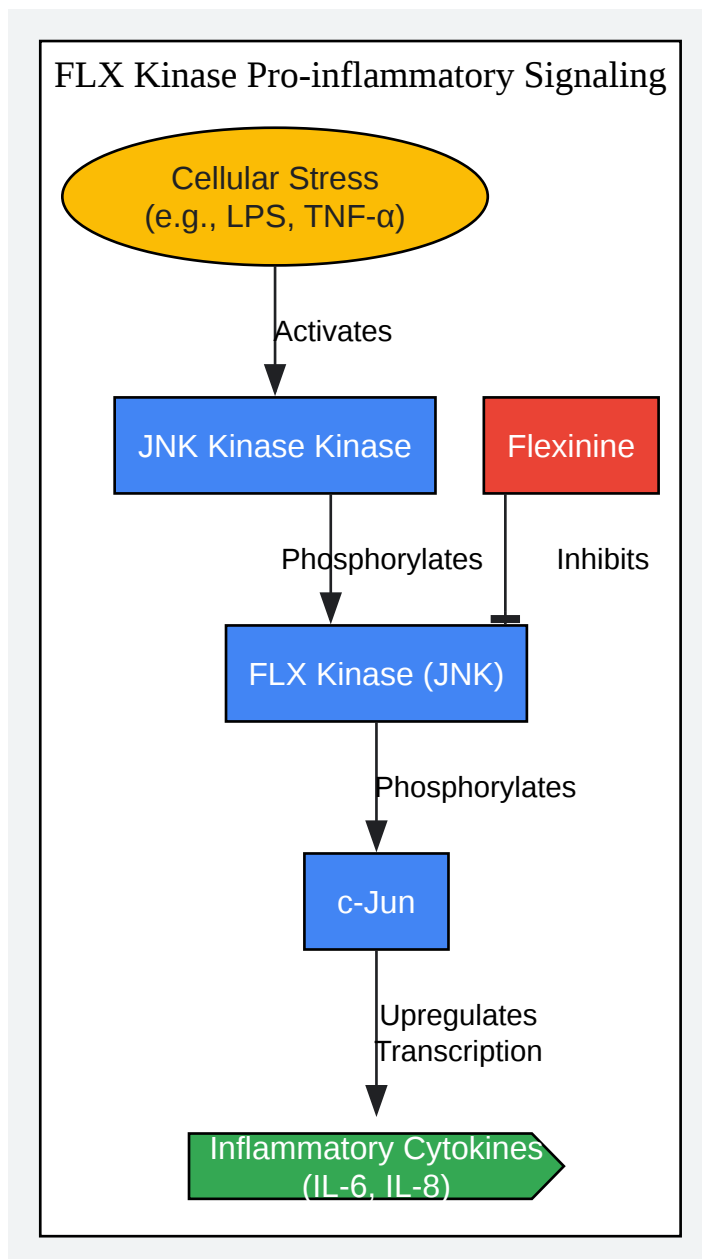 FLX Kinase Pro-inflammatory Signaling
Cellular Stress
(e.g., LPS, TNF-α)
Activates
JNK Kinase Kinase
Flexinine
Phosphorylates
Inhibits
FLX Kinase (JNK)
Phosphorylates
c-Jun
Upregulates
Transcription
Inflammatory Cytokines
(IL-6, IL-8)